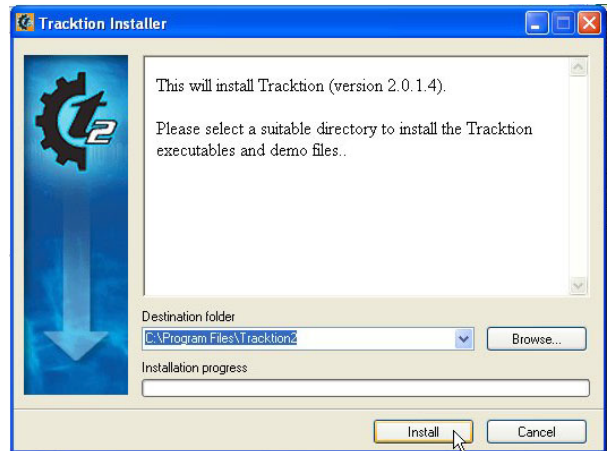 Tracktion Installer
t2
This will install Tracktion (version 2.0.1.4).
Please select a suitable directory to install the Tracktion
executables and demo files..
Destination folder
C:\Program Files\Tracktion2
Browse...
Installation progress
Install
Cancel